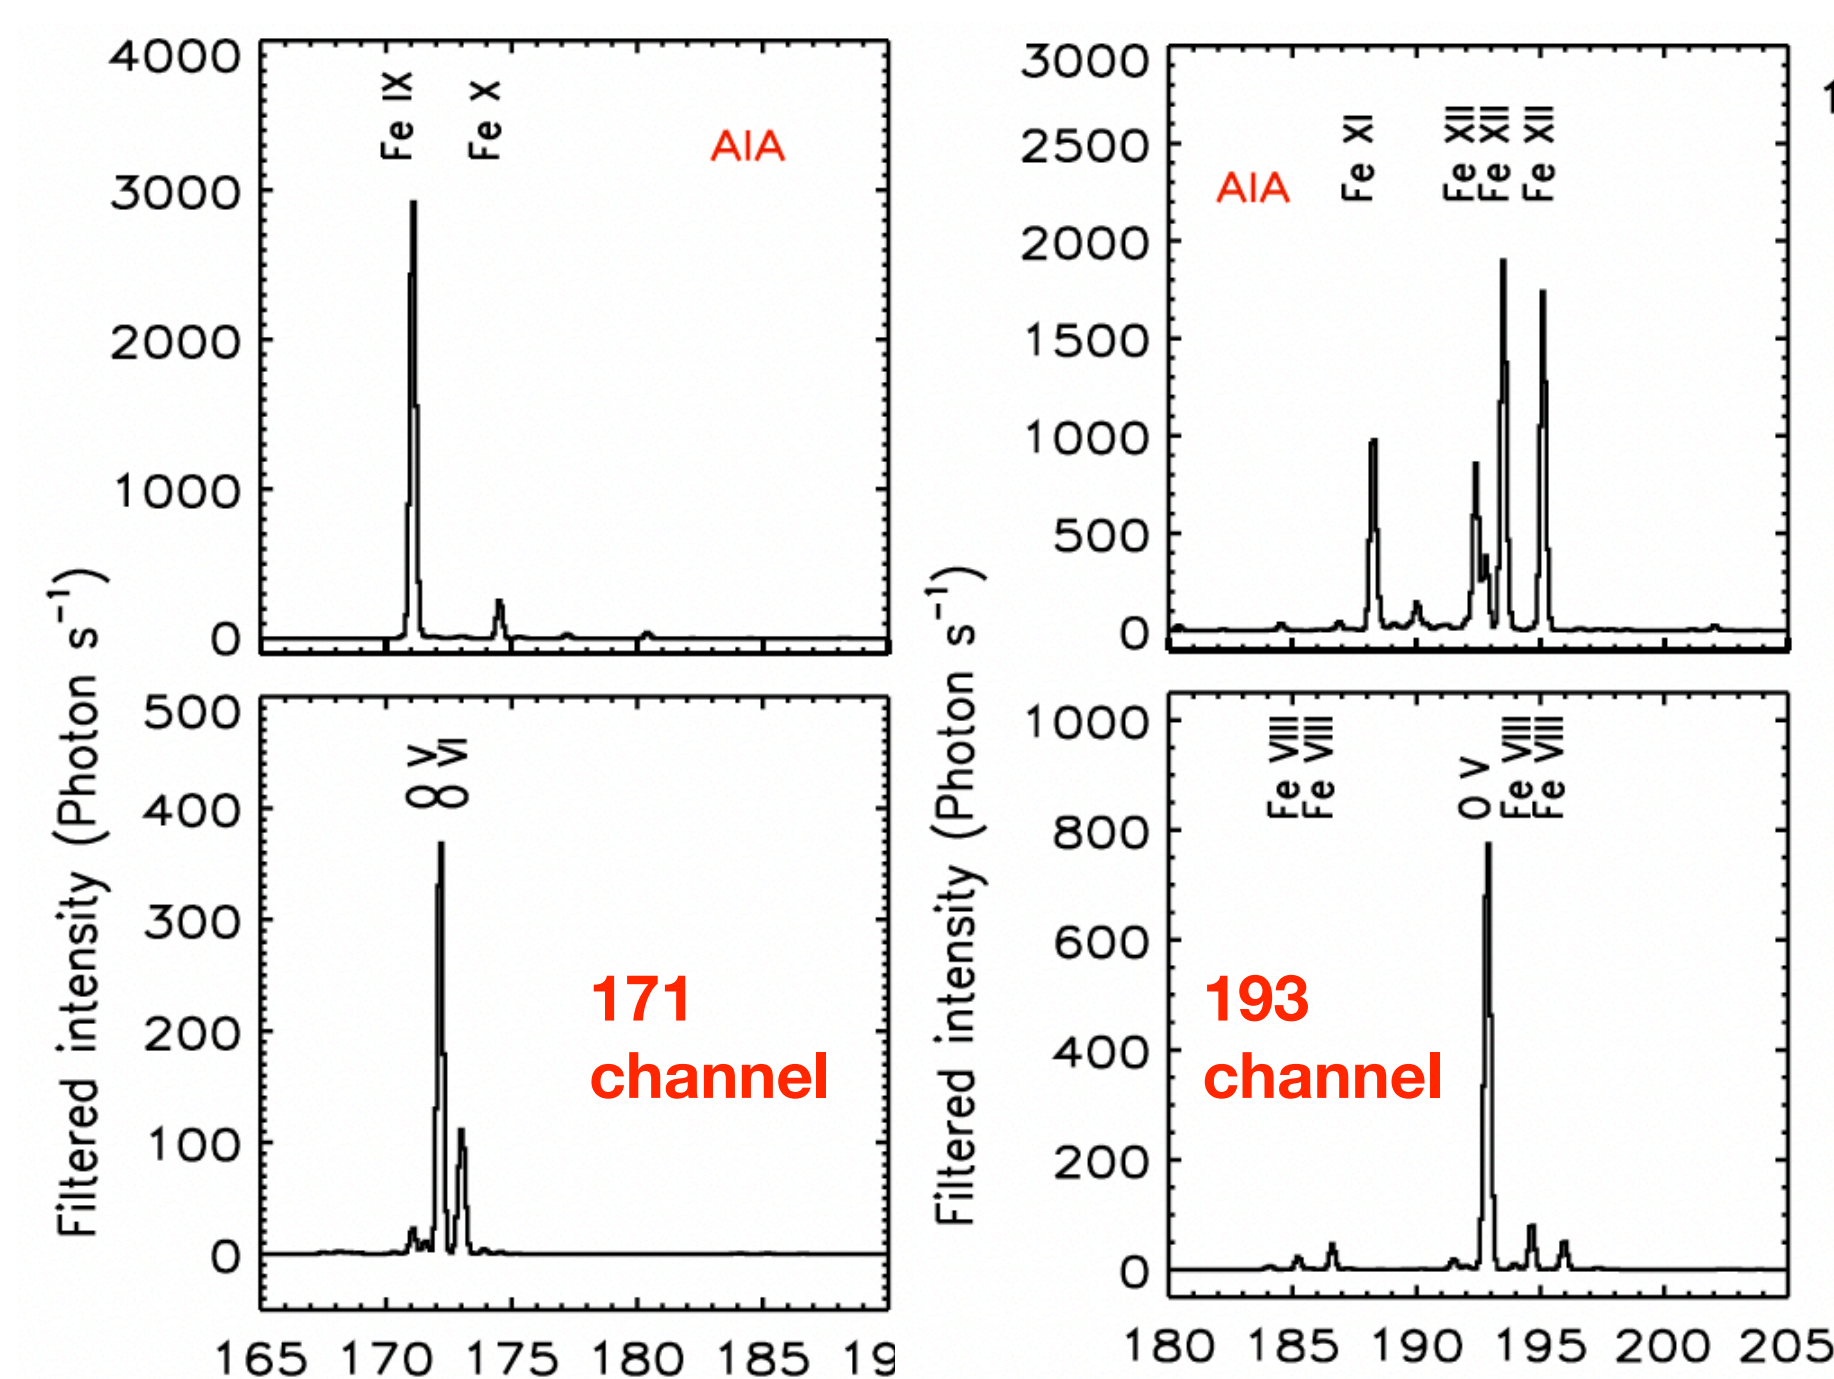 4000
3000
2000
1000
0
Fe IX
Fe X
AIA
500
400
300
200
100
0
O V
O VI
171
channel
Filtered intensity (Photon s⁻¹)
165 170 175 180 185 19
3000
2500
2000
1500
1000
500
0
AIA
Fe XI
Fe XII
Fe XII
Fe XII
1000
800
600
400
200
0
Fe VIII
Fe VIII
O V
Fe VIII
Fe VIII
193
channel
Filtered intensity (Photon s⁻¹)
180 185 190 195 200 205
1